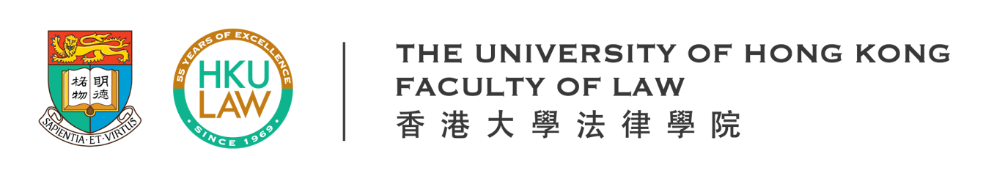 明德
格物
SAPIENTIA·ET·VIRTUS
55 YEARS OF EXCELLENCE
HKU
LAW
· SINCE 1969 ·
THE UNIVERSITY OF HONG KONG
FACULTY OF LAW
香港大學法律學院